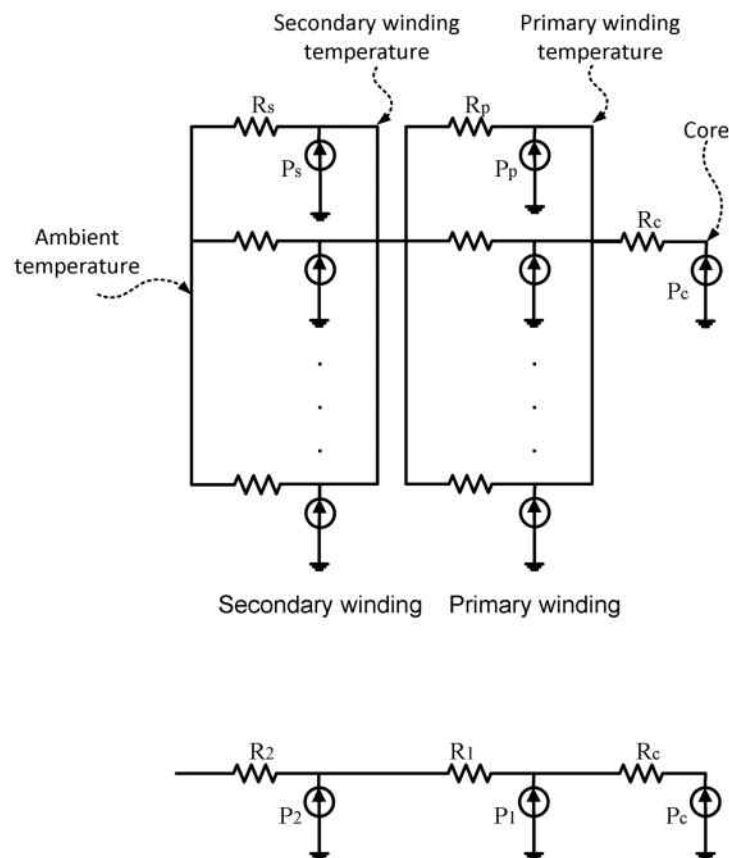 Secondary winding
temperature
Primary winding
temperature
Rs
Rp
Core
Ps
Pp
Rc
Ambient
temperature
Pc
Secondary winding
Primary winding
R2
R1
Rc
P2
P1
Pc